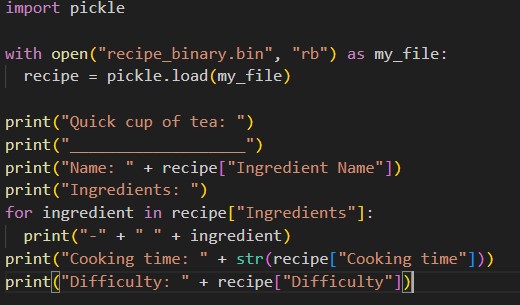 import pickle
with open("recipe_binary.bin", "rb") as my_file:
  recipe = pickle.load(my_file)
print("Quick cup of tea: ")
print("___________________")
print("Name: " + recipe["Ingredient Name"])
print("Ingredients: ")
for ingredient in recipe["Ingredients"]:
  print("-" + " " + ingredient)
print("Cooking time: " + str(recipe["Cooking time"]))
print("Difficulty: " + recipe["Difficulty"])